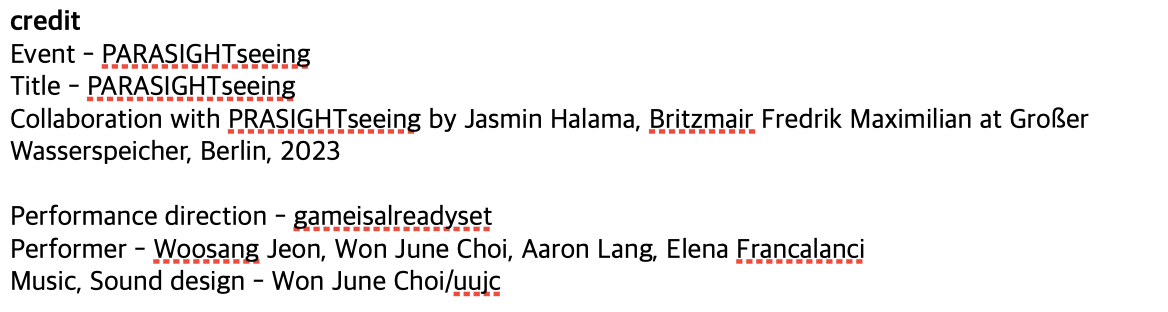 credit
Event – PARASIGHTseeing
Title – PARASIGHTseeing
Collaboration with PRASIGHTseeing by Jasmin Halama, Britzmair Fredrik Maximilian at Großer
Wasserspeicher, Berlin, 2023
Performance direction – gameisalreadyset
Performer – Woosang Jeon, Won June Choi, Aaron Lang, Elena Francalanci
Music, Sound design – Won June Choi/uujc